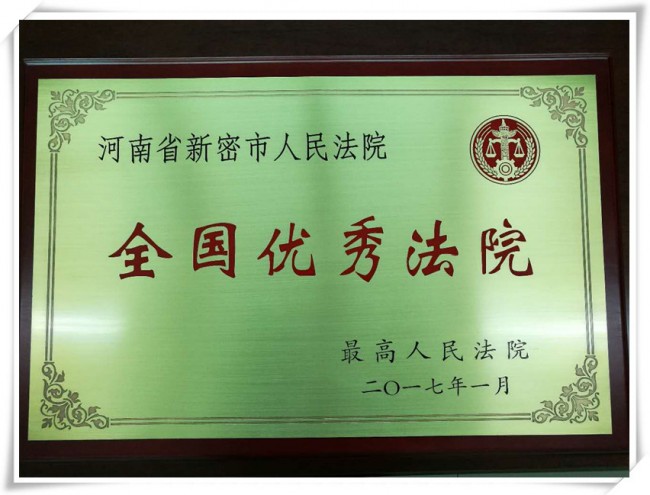 河南省新密市人民法院
全国优秀法院
最高人民法院
二〇一七年一月